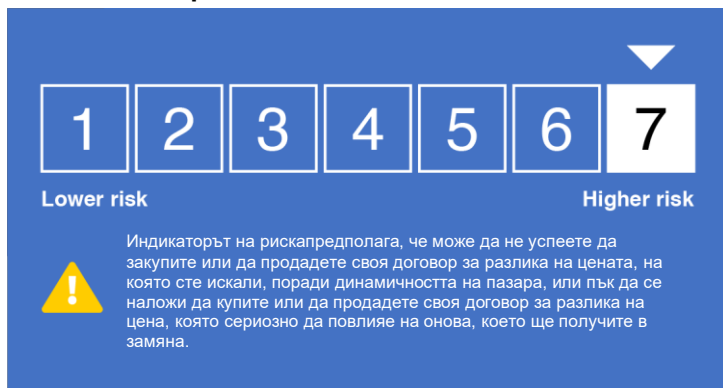 1 2 3 4 5 6 7
Lower risk Higher risk
Индикаторът на рискапредполага, че може да не успеете да
закупите или да продадете своя договор за разлика на цената, на
която сте искали, поради динамичността на пазара, или пък да се
наложи да купите или да продадете своя договор за разлика на
цена, която сериозно да повлияе на онова, което ще получите в
замяна.